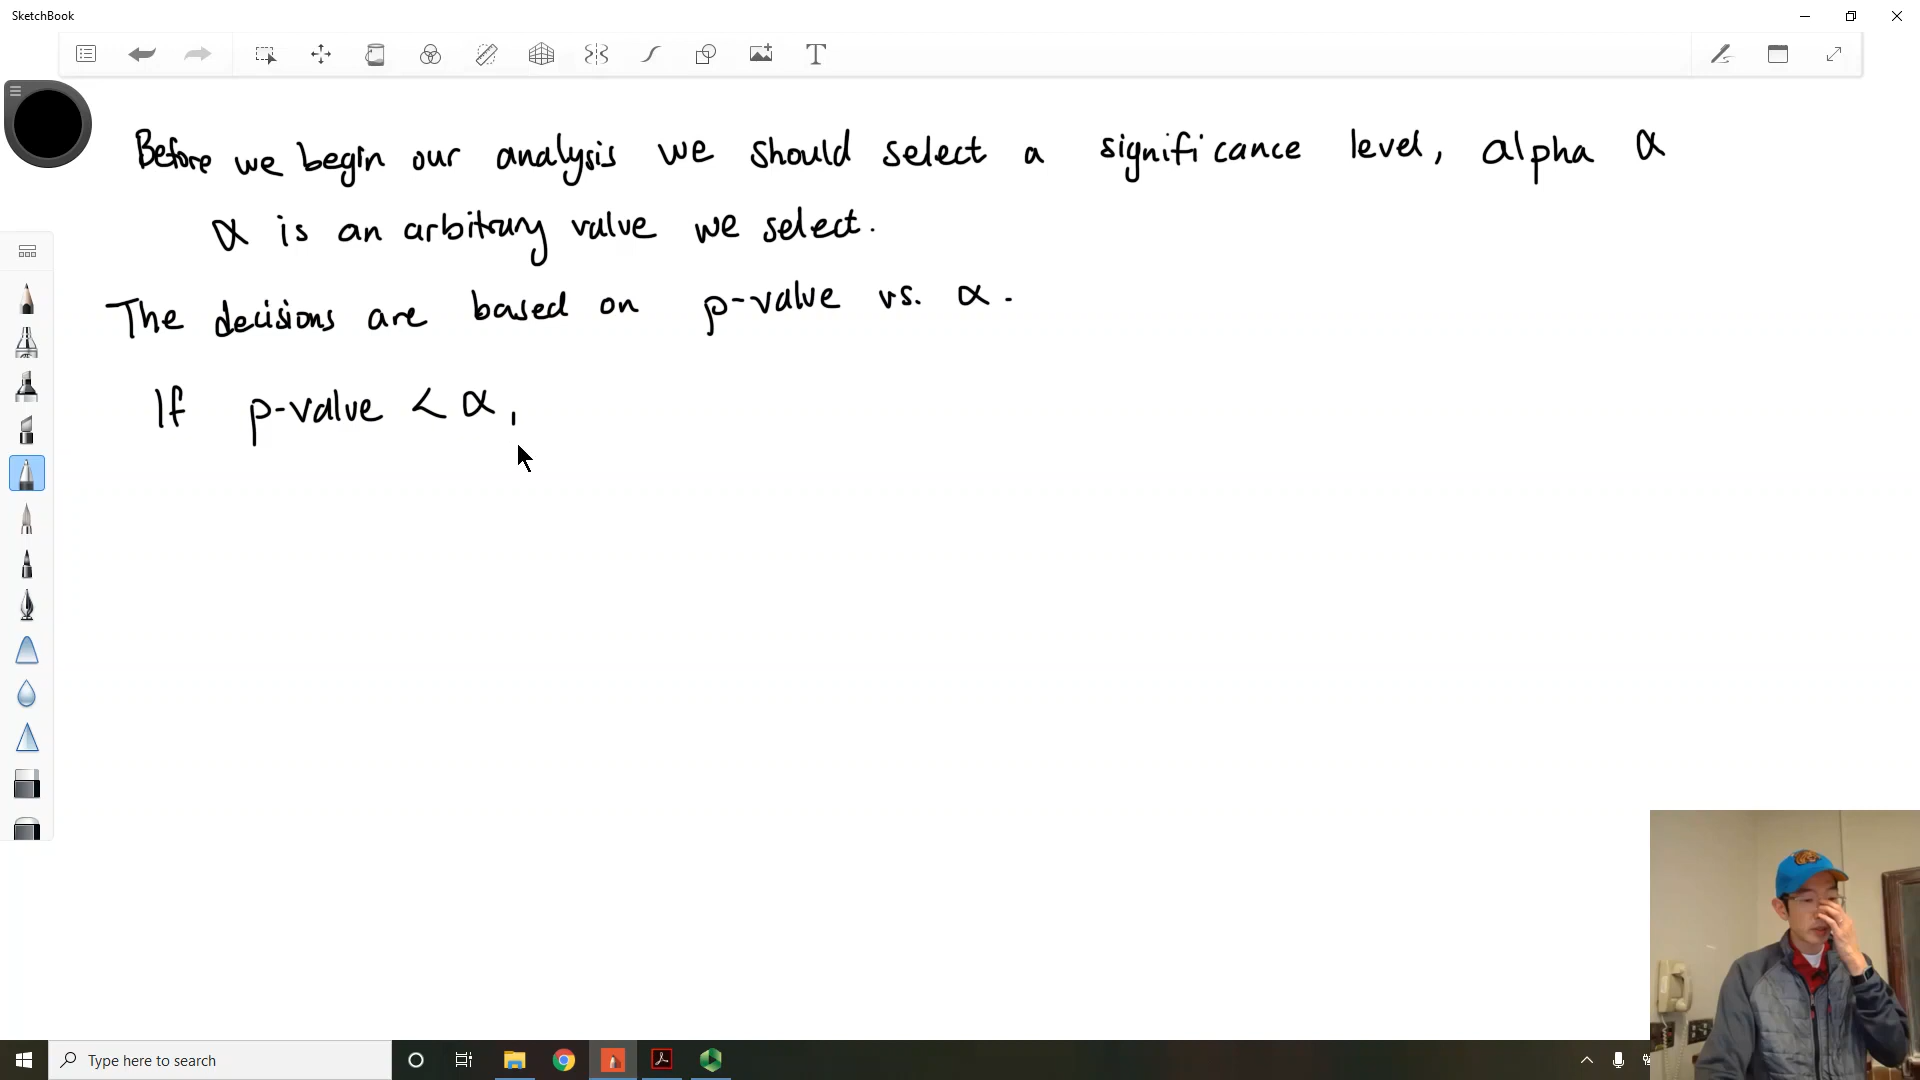 SketchBook
Before we begin our analysis we should select a significance level, alpha α
α is an arbitrary value we select.
The decisions are based on p-value vs. α.
If p-value < α,
Type here to search